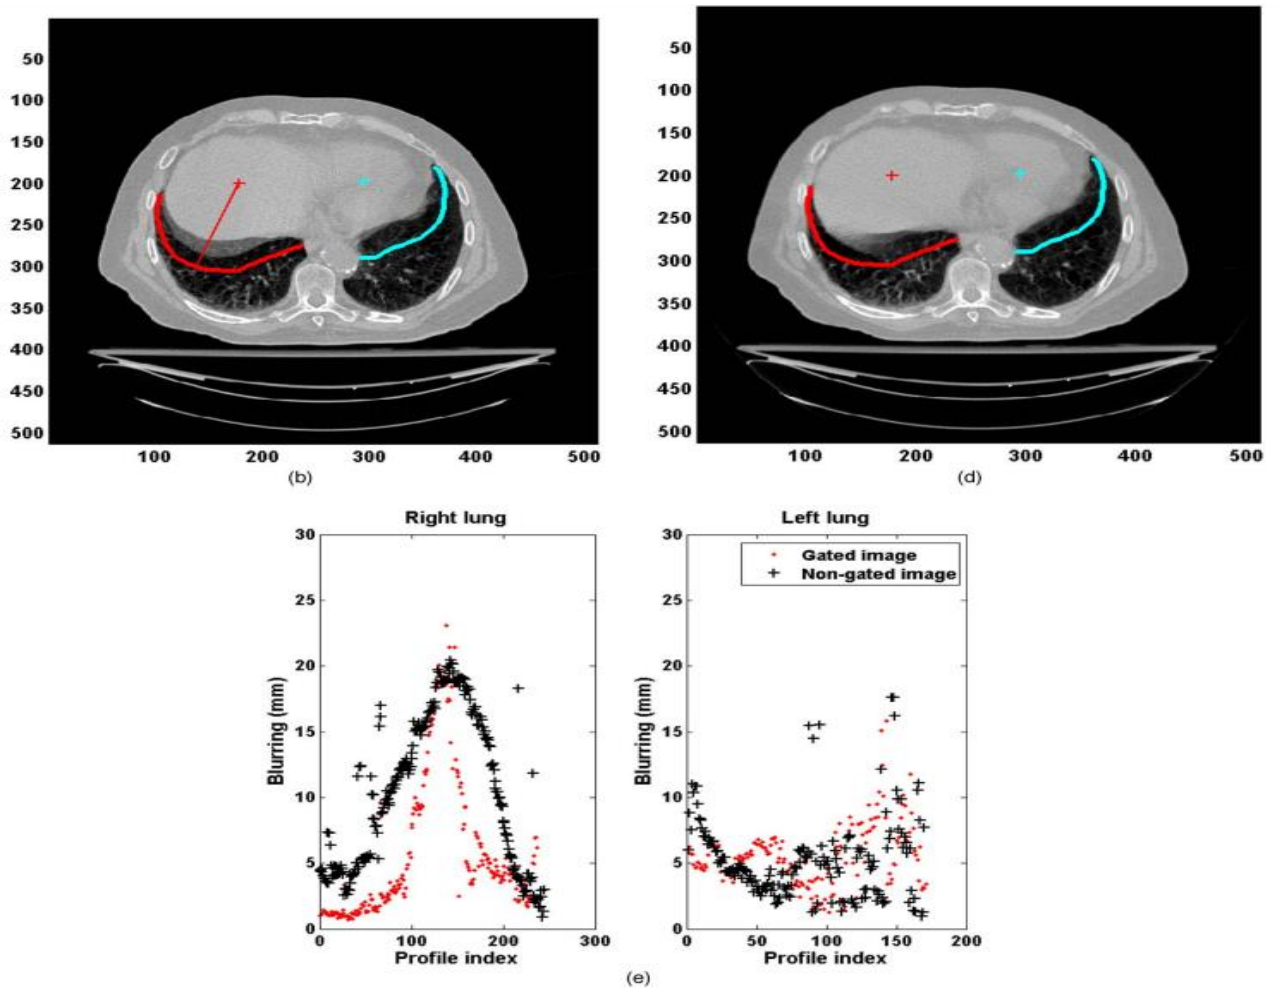 50
100
150
200
250
300
350
400
450
500
100 200 300 400 500
(b)
50
100
150
200
250
300
350
400
450
500
100 200 300 400 500
(d)
Right lung
30
25
20
15
10
5
0
Blurring (mm)
0 100 200 300
Profile index
Left lung
Gated image
Non-gated image
30
25
20
15
10
5
0
Blurring (mm)
0 50 100 150 200
Profile index
(e)